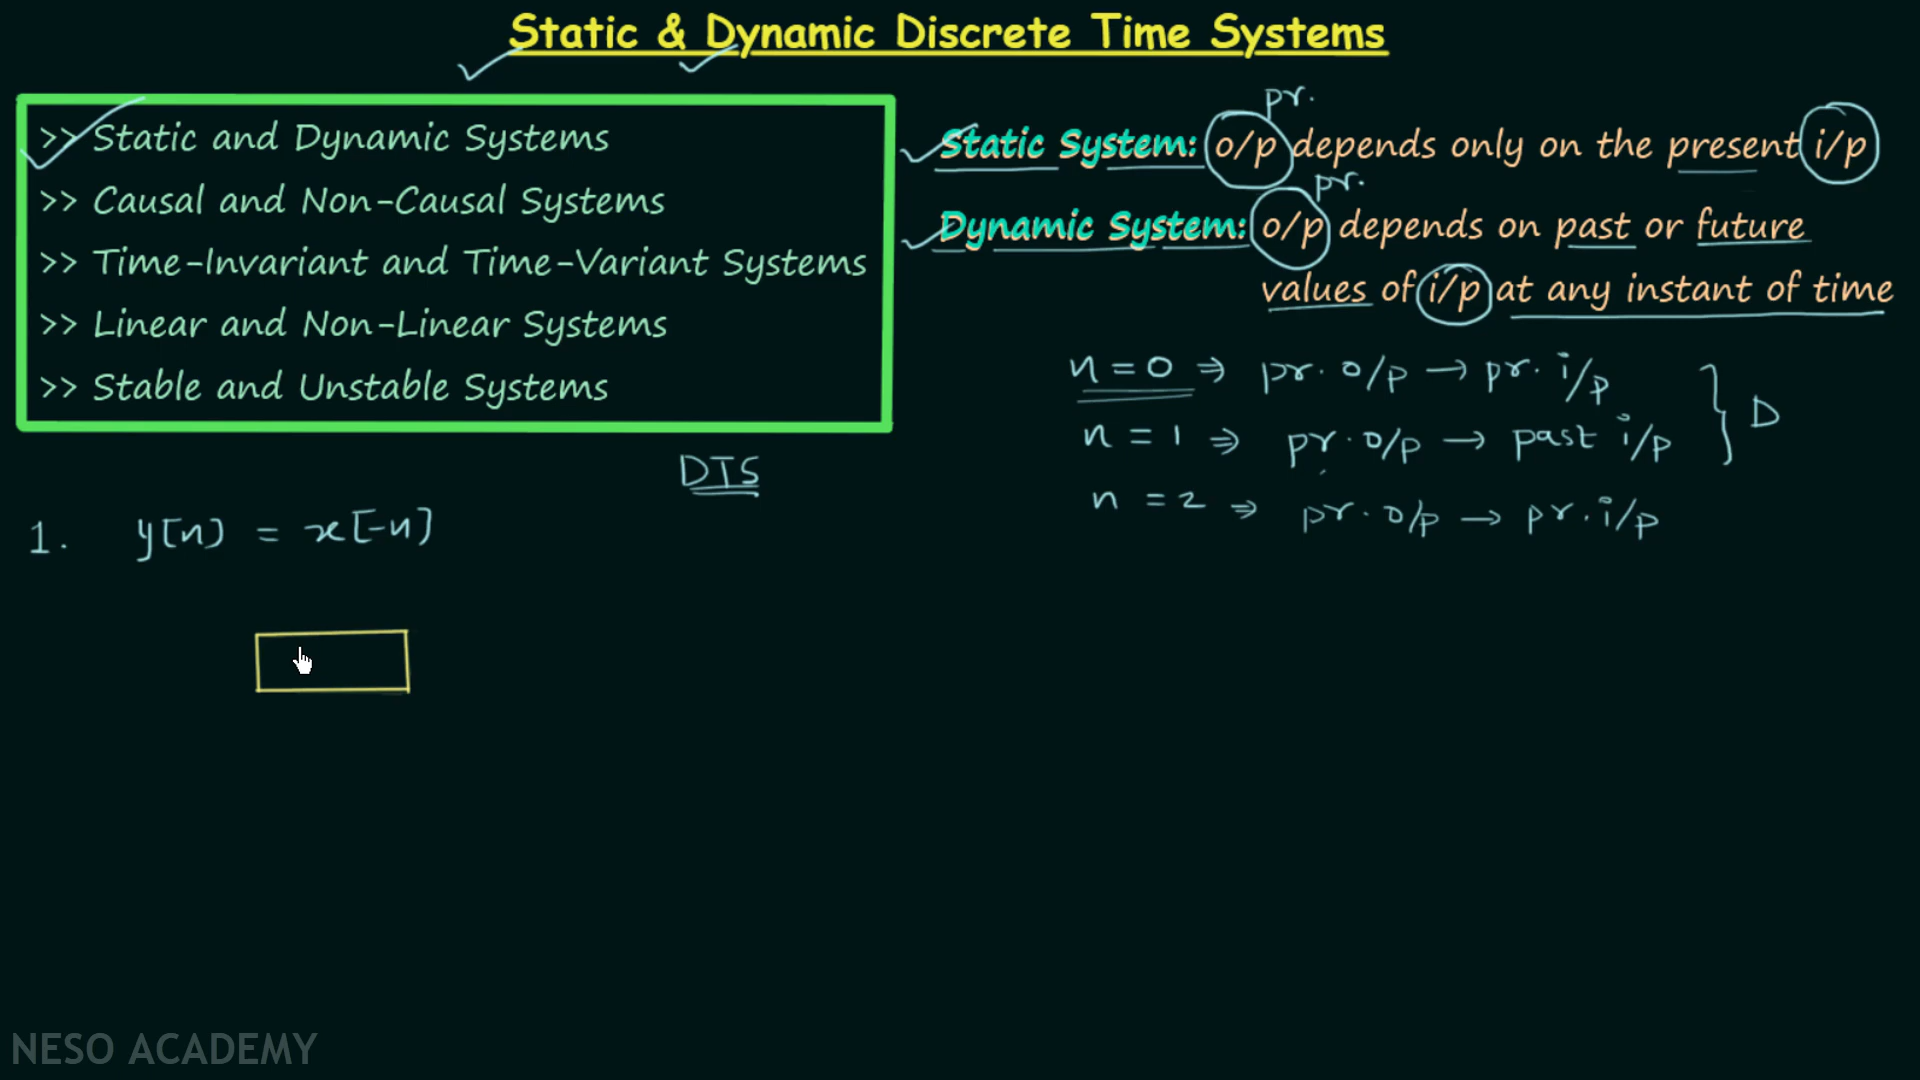 Static & Dynamic Discrete Time Systems
>> Static and Dynamic Systems
>> Causal and Non-Causal Systems
>> Time-Invariant and Time-Variant Systems
>> Linear and Non-Linear Systems
>> Stable and Unstable Systems
pr.
Static System: o/p depends only on the present i/p
pr.
Dynamic System: o/p depends on past or future
values of i/p at any instant of time
n = 0 ⇒ pr. o/p → pr. i/p
n = 1 ⇒ pr. o/p → past i/p
} D
n = 2 ⇒ pr. o/p → pr. i/p
DTS
1. y[n] = x[-n]
NESO ACADEMY